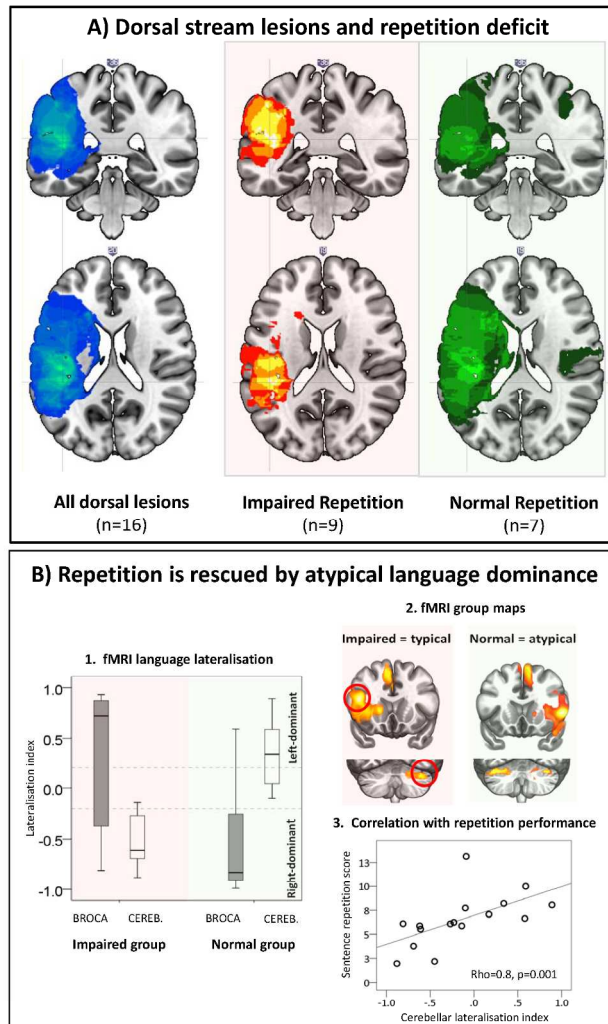 A) Dorsal stream lesions and repetition deficit
All dorsal lesions
(n=16)
Impaired Repetition
(n=9)
Normal Repetition
(n=7)
B) Repetition is rescued by atypical language dominance
1. fMRI language lateralisation
Lateralisation index
1.0
0.5
0.0
-0.5
-1.0
Left-dominant
Right-dominant
BROCA
CEREB.
BROCA
CEREB.
Impaired group
Normal group
2. fMRI group maps
Impaired = typical
Normal = atypical
3. Correlation with repetition performance
Sentence repetition score
13
10
8
5
3
0
Rho=0.8, p=0.001
-1.0
-.5
.0
.5
1.0
Cerebellar lateralisation index